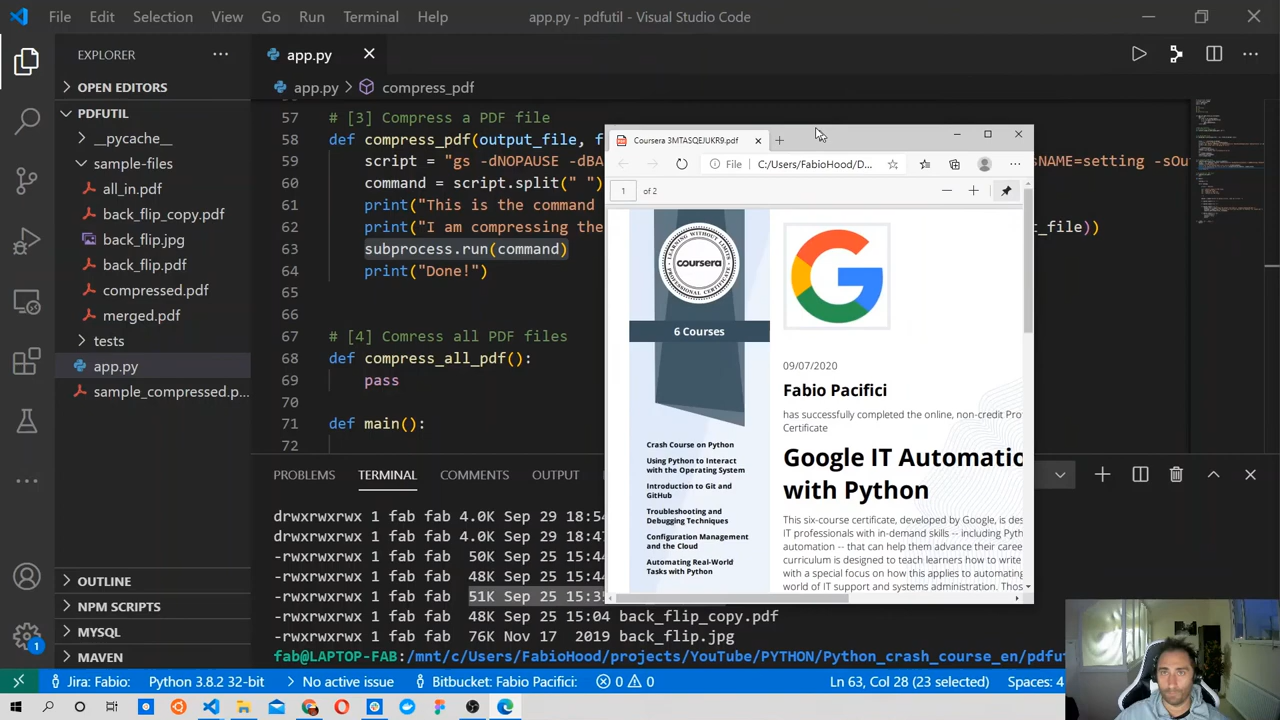 File Edit Selection View Go Run Terminal Help
app.py - pdfutil - Visual Studio Code
EXPLORER
OPEN EDITORS
PDFUTIL
__pycache__
sample-files
all_in.pdf
back_flip_copy.pdf
back_flip.jpg
back_flip.pdf
compressed.pdf
merged.pdf
tests
app.py
sample_compressed.p...
OUTLINE
NPM SCRIPTS
MYSQL
MAVEN
app.py
app.py compress_pdf
57 # [3] Compress a PDF file
58 def compress_pdf(output_file, f
59 script = "gs -dNOPAUSE -dBA
NAME=setting -sOu
60 command = script.split(" ")
61 print("This is the command
62 print("I am compressing the
t_file))
63 subprocess.run(command)
64 print("Done!")
65
66
67 # [4] Comress all PDF files
68 def compress_all_pdf():
69 pass
70
71 def main():
72
Coursera 3MTASQEJUKR9.pdf
File C:/Users/FabioHood/D...
1 of 2
LEARNING WITHOUT LIMITS
coursera
PROFESSIONAL CERTIFICATE
6 Courses
Crash Course on Python
Using Python to Interact
with the Operating System
Introduction to Git and
GitHub
Troubleshooting and
Debugging Techniques
Configuration Management
and the Cloud
Automating Real-World
Tasks with Python
G
09/07/2020
Fabio Pacifici
has successfully completed the online, non-credit Pro
Certificate
Google IT Automatio
with Python
This six-course certificate, developed by Google, is des
IT professionals with in-demand skills -- including Pyth
automation -- that can help them advance their caree
curriculum is designed to teach learners how to write
with a special focus on how this applies to automating
world of IT support and systems administration. Thos
PROBLEMS TERMINAL COMMENTS OUTPUT
drwxrwxrwx 1 fab fab 4.0K Sep 29 18:54
drwxrwxrwx 1 fab fab 4.0K Sep 29 18:47
-rwxrwxrwx 1 fab fab 50K Sep 25 15:44
-rwxrwxrwx 1 fab fab 48K Sep 25 15:44
-rwxrwxrwx 1 fab fab 51K Sep 25 15:35
-rwxrwxrwx 1 fab fab 48K Sep 25 15:04 back_flip_copy.pdf
-rwxrwxrwx 1 fab fab 76K Nov 17 2019 back_flip.jpg
fab@LAPTOP-FAB:/mnt/c/Users/FabioHood/projects/YouTube/PYTHON/Python_crash_course_en/pdfut
1
Jira: Fabio: Python 3.8.2 32-bit No active issue Bitbucket: Fabio Pacifici: 0 0 Ln 63, Col 28 (23 selected) Spaces: 4